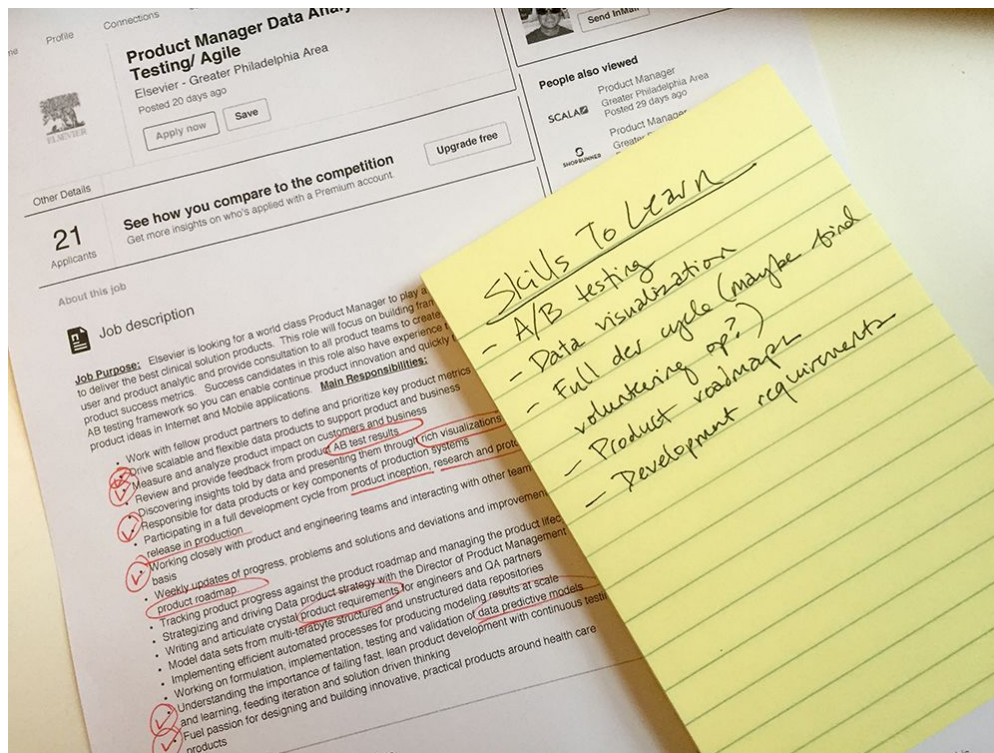 Profile
Connections
Product Manager Data
Testing/ Agile
Elsevier - Greater Philadelphia Area
Posted 20 days ago
Apply now
Save
ELSEVIER
Send InMail
People also viewed
Product Manager
Greater Philadelphia Area
Posted 29 days ago
SCALA
Product Manager
SHOPRUNNER
Other Details
21
Applicants
See how you compare to the competition
Get more insights on who's applied with a Premium account.
Upgrade free
About this job
Job description
Job Purpose: Elsevier is looking for a world class Product Manager to play a
to deliver the best clinical solution products. This role will focus on building
user and product analytic and provide consultation to all product teams to create
product success metrics. Success candidates in this role also have experience
AB testing framework so you can enable continue product innovation and quickly
product ideas in Internet and Mobile applications. Main Responsibilities:
• Work with fellow product partners to define and prioritize key product metrics
• Drive scalable and flexible data products to support product and business
• Measure and analyze product impact on customers and business
• Review and provide feedback from product AB test results
• Discovering insights told by data and presenting them through rich visualizations
• Responsible for data products or key components of production systems
• Participating in a full development cycle from product inception, research and
release in production
• Working closely with product and engineering teams and interacting with other
basis
• Weekly updates of progress, problems and solutions and deviations and
product roadmap
Tracking product progress against the product roadmap and managing the product
• Strategizing and driving Data product strategy with the Director of Product Management
• Writing and articulate crystal product requirements for engineers and QA partners
• Model data sets from multi-terabyte structured and unstructured data repositories
• Implementing efficient automated processes for producing modeling results at scale
• Working on formulation, implementation, testing and validation of data predictive models
• Understanding the importance of failing fast, lean product development with continuous
and learning, feeding iteration and solution driven thinking
• Fuel passion for designing and building innovative, practical products around health care
products
Skills To Learn
- A/B testing
- Data visualization
- Full dev cycle (maybe find
volunteering op?)
- Product roadmaps
- Development requirements